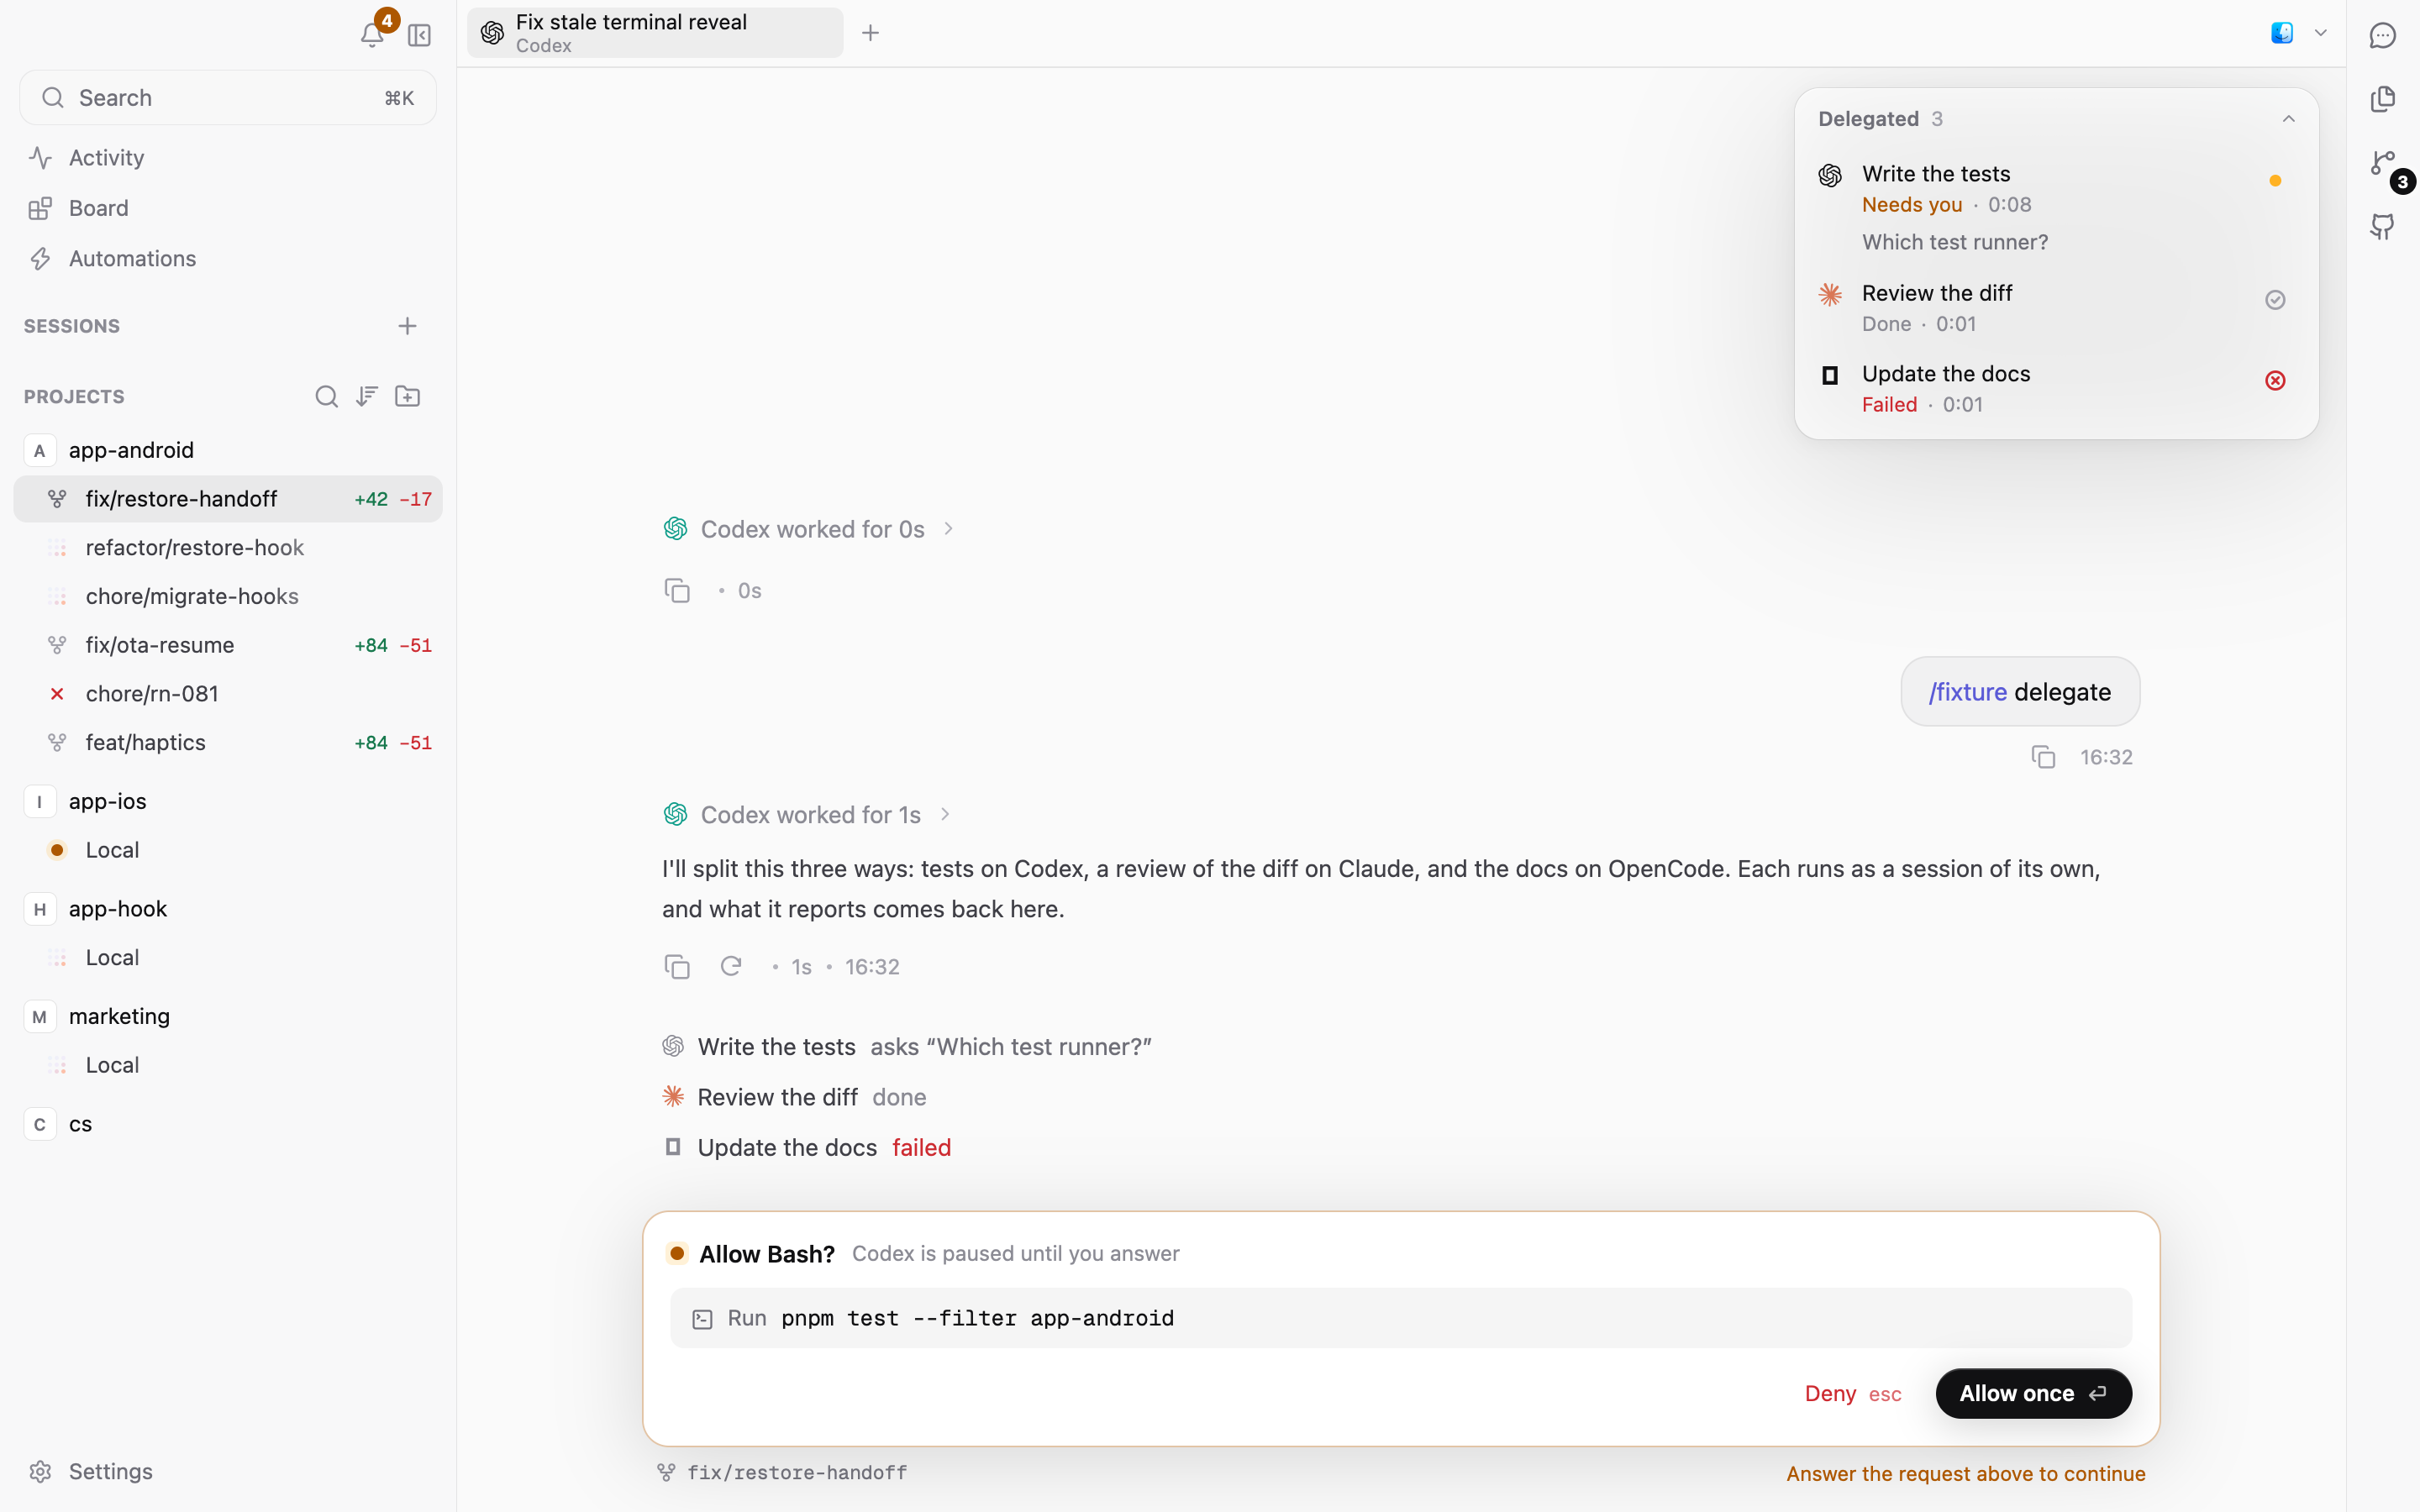 4
Search ⌘K
Activity
Board
Automations
SESSIONS
PROJECTS
A app-android
fix/restore-handoff +42 −17
refactor/restore-hook
chore/migrate-hooks
fix/ota-resume +84 −51
chore/rn-081
feat/haptics +84 −51
I app-ios
Local
H app-hook
Local
M marketing
Local
C cs
Settings
Fix stale terminal reveal
Codex
Delegated 3
Write the tests
Needs you · 0:08
Which test runner?
Review the diff
Done · 0:01
Update the docs
Failed · 0:01
3
Codex worked for 0s
• 0s
/fixture delegate
16:32
Codex worked for 1s
I'll split this three ways: tests on Codex, a review of the diff on Claude, and the docs on OpenCode. Each runs as a session of its own,
and what it reports comes back here.
• 1s • 16:32
Write the tests asks “Which test runner?”
Review the diff done
Update the docs failed
Allow Bash? Codex is paused until you answer
Run pnpm test --filter app-android
Deny esc Allow once
fix/restore-handoff
Answer the request above to continue